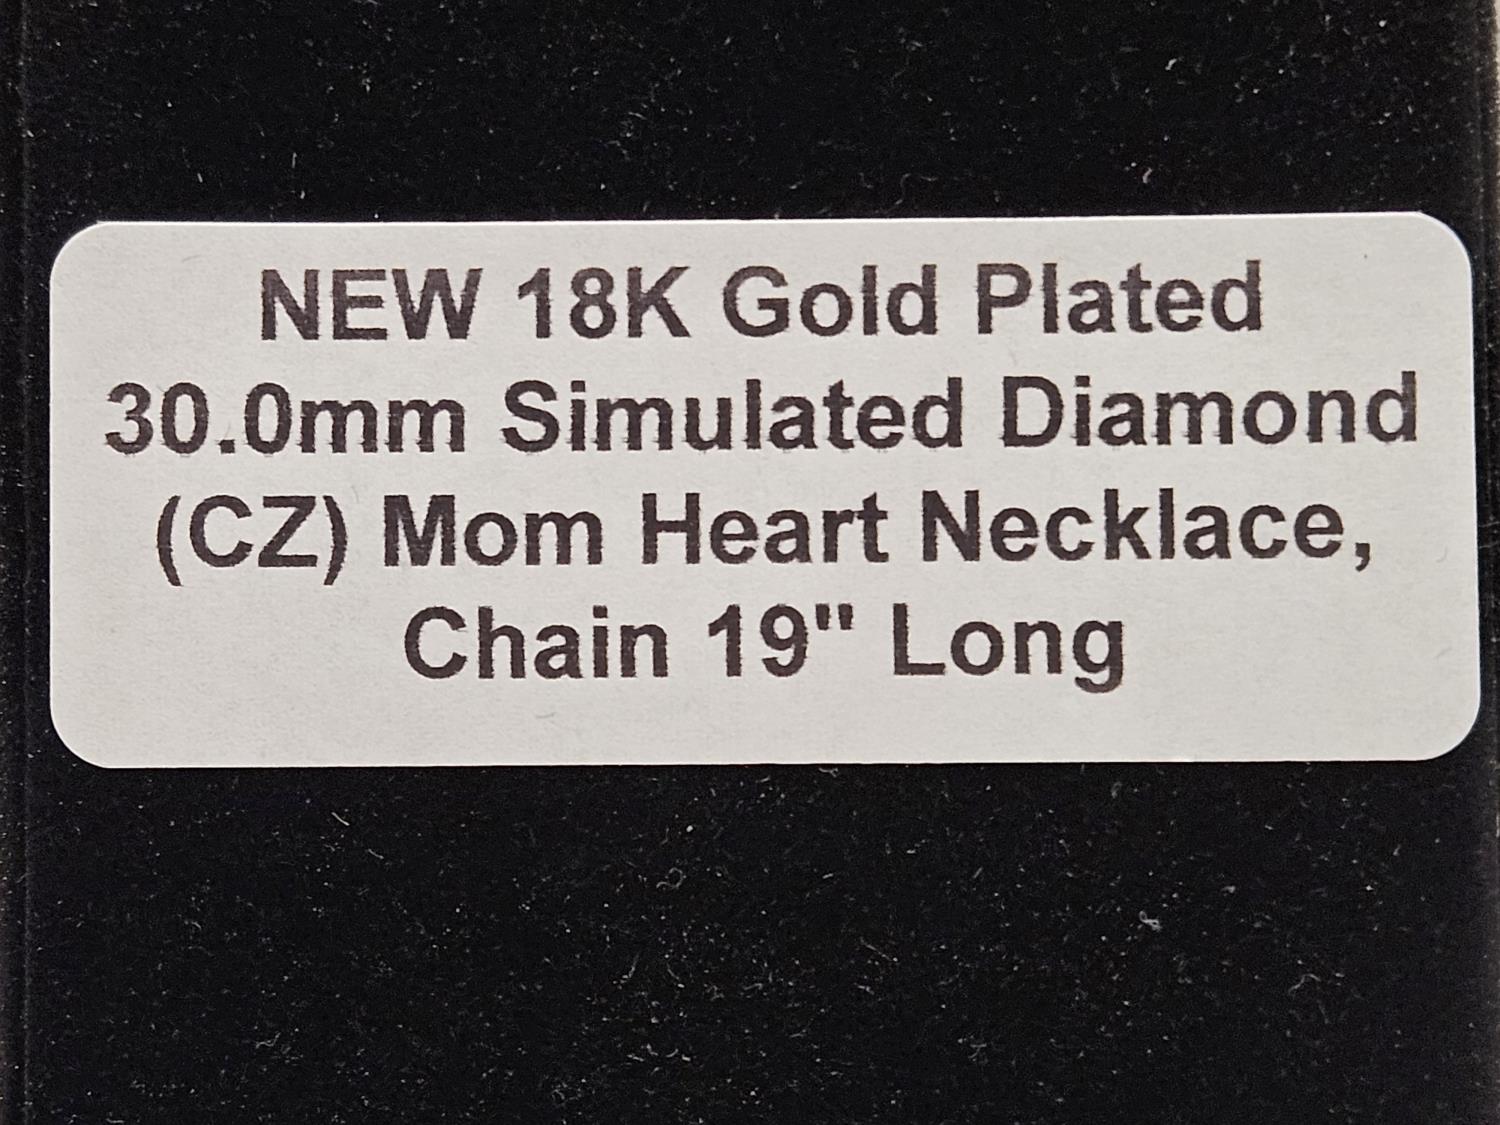 NEW 18K Gold Plated
30.0mm Simulated Diamond
(CZ) Mom Heart Necklace,
Chain 19" Long